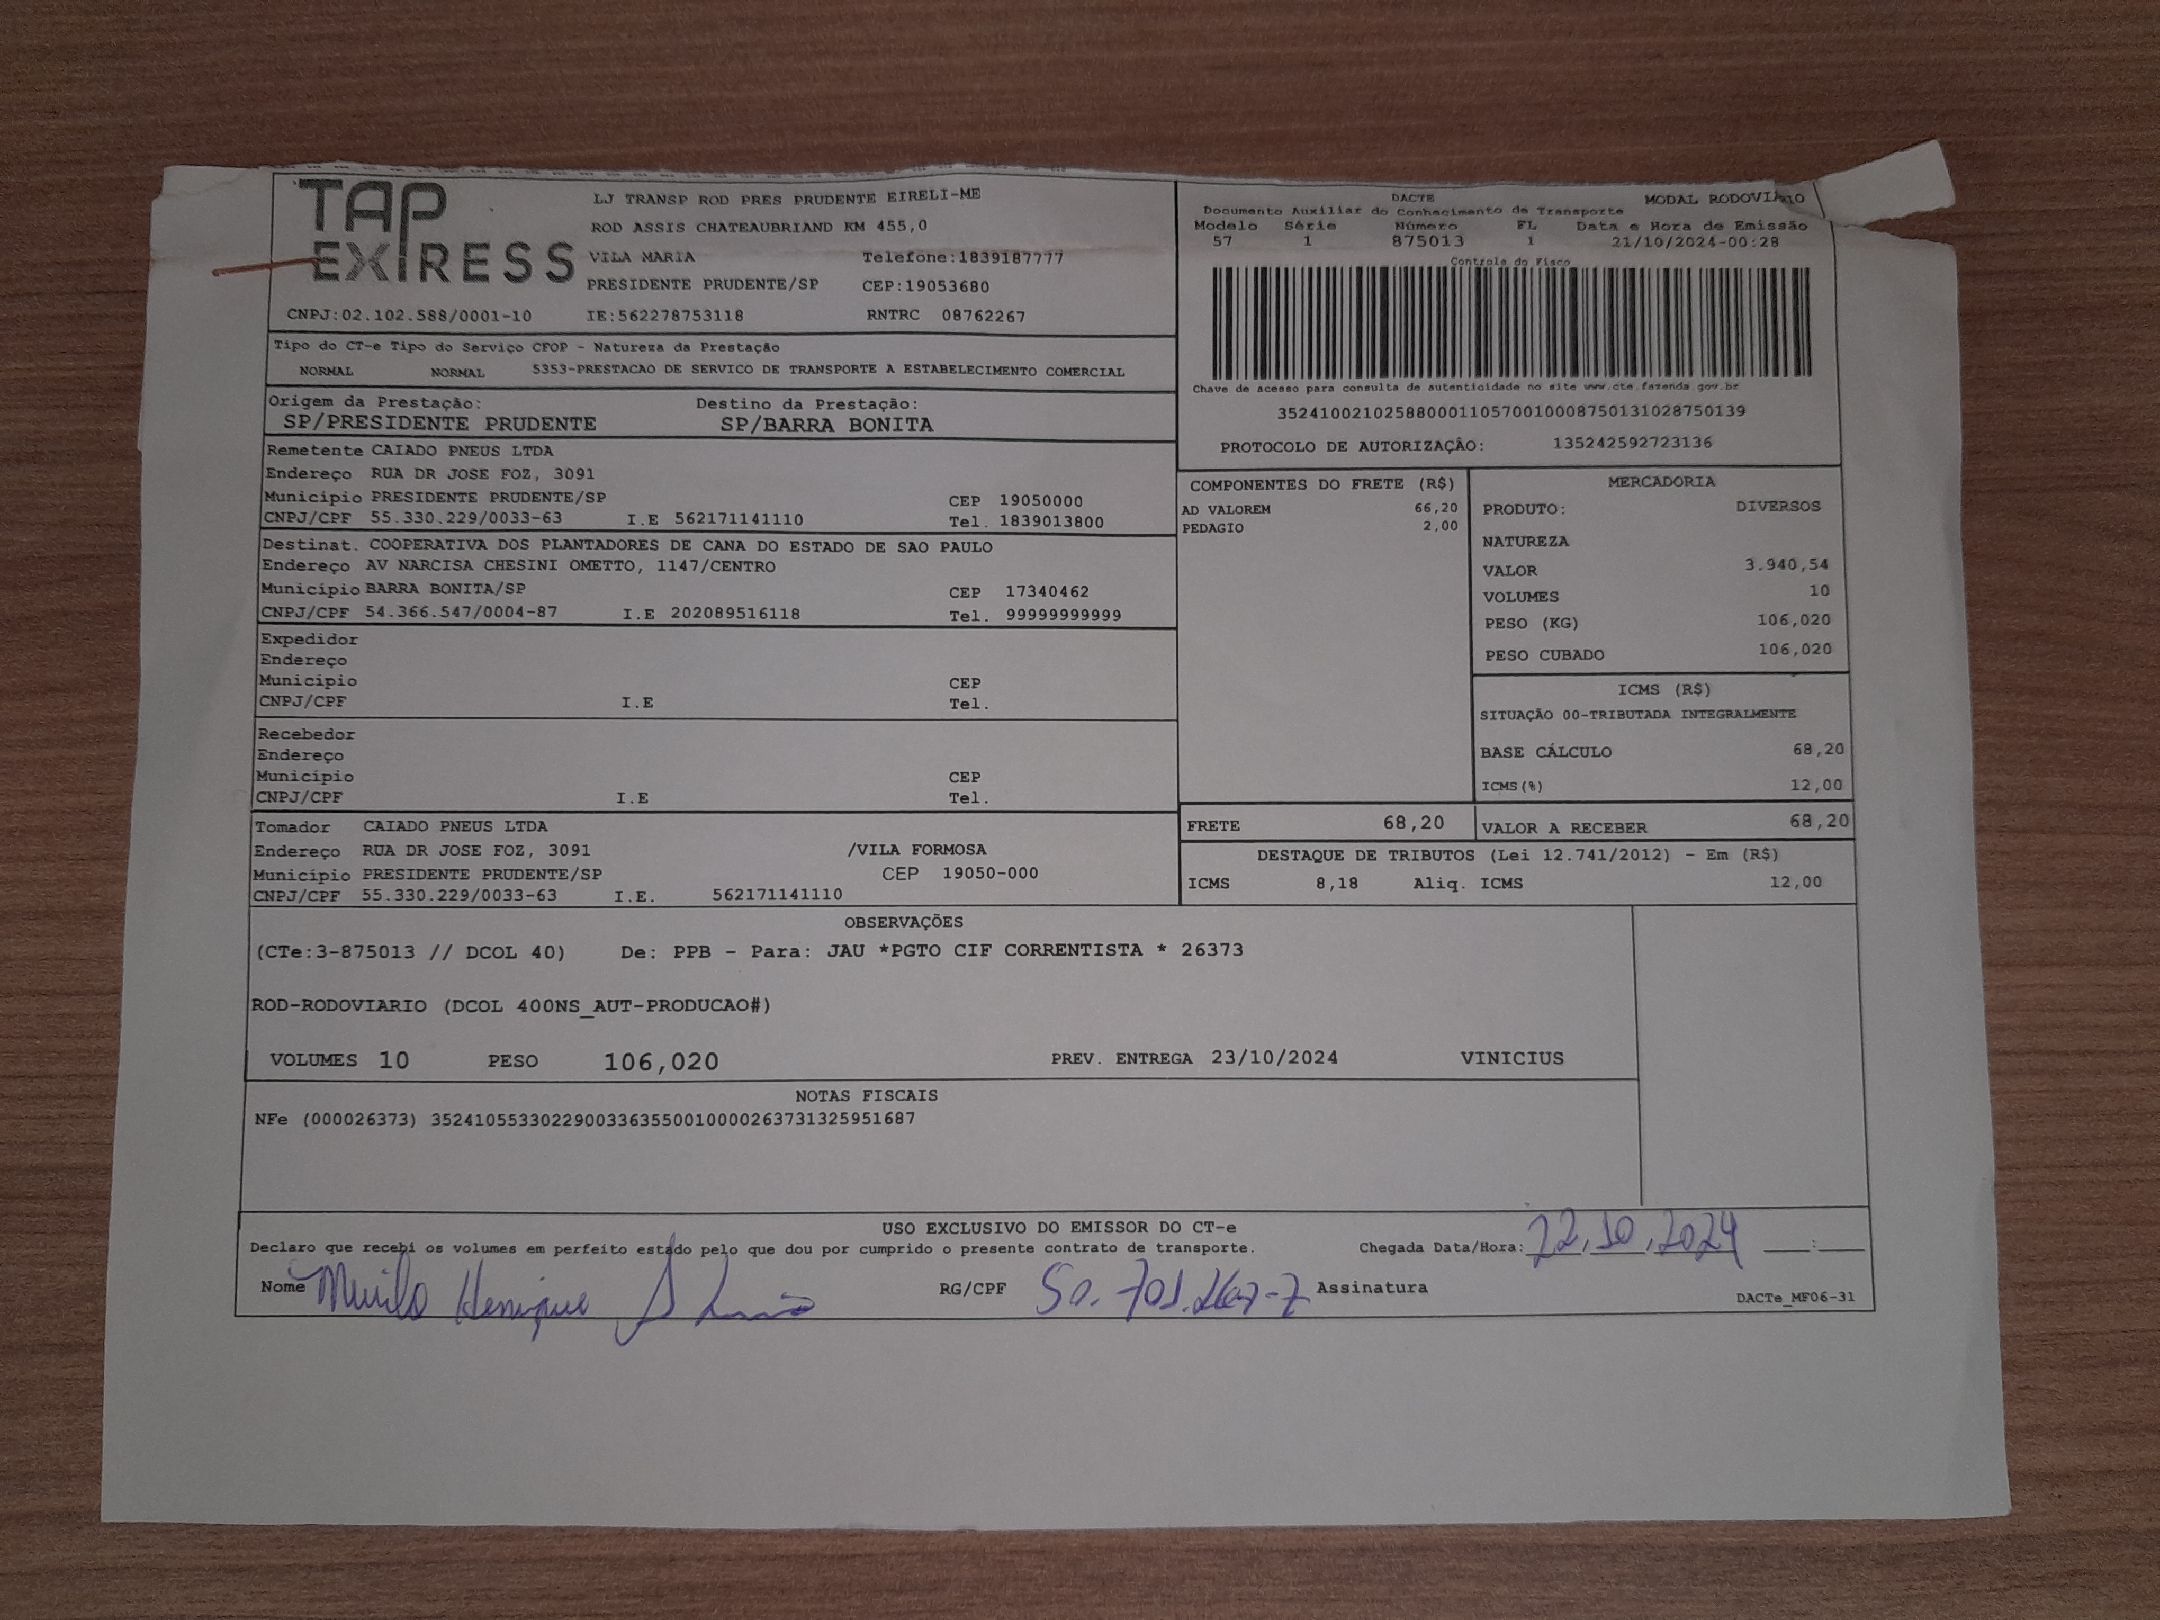 TAP EXPRESS
LJ TRANSP ROD PRES PRUDENTE EIRELI-ME
ROD ASSIS CHATEAUBRIAND KM 455,0
VILA MARIA Telefone:1839187777
PRESIDENTE PRUDENTE/SP CEP:19053680
CNPJ:02.102.588/0001-10 IE:562278753118 RNTRC 08762267
DACTE MODAL RODOVIÁRIO
Documento Auxiliar do Conhecimento de Transporte
Modelo Série Número FL Data e Hora de Emissão
57 1 875013 1 21/10/2024-00:28
Controle do Fisco
Chave de acesso para consulta de autenticidade no site www.cte.fazenda.gov.br
35241002102588000110570010008750131028750139
PROTOCOLO DE AUTORIZAÇÂO: 135242592723136
Tipo do CT-e Tipo do Serviço CFOP - Natureza da Prestação
NORMAL NORMAL 5353-PRESTACAO DE SERVICO DE TRANSPORTE A ESTABELECIMENTO COMERCIAL
Origem da Prestação: Destino da Prestação:
SP/PRESIDENTE PRUDENTE SP/BARRA BONITA
Remetente CAIADO PNEUS LTDA
Endereço RUA DR JOSE FOZ, 3091
Município PRESIDENTE PRUDENTE/SP CEP 19050000
CNPJ/CPF 55.330.229/0033-63 I.E 562171141110 Tel. 1839013800
Destinat. COOPERATIVA DOS PLANTADORES DE CANA DO ESTADO DE SAO PAULO
Endereço AV NARCISA CHESINI OMETTO, 1147/CENTRO
Município BARRA BONITA/SP CEP 17340462
CNPJ/CPF 54.366.547/0004-87 I.E 202089516118 Tel. 99999999999
Expedidor
Endereço
Município CEP
CNPJ/CPF I.E Tel.
Recebedor
Endereço
Município CEP
CNPJ/CPF I.E Tel.
Tomador CAIADO PNEUS LTDA
Endereço RUA DR JOSE FOZ, 3091 /VILA FORMOSA
Município PRESIDENTE PRUDENTE/SP CEP 19050-000
CNPJ/CPF 55.330.229/0033-63 I.E. 562171141110
COMPONENTES DO FRETE (R$)
AD VALOREM 66,20
PEDAGIO 2,00
MERCADORIA
PRODUTO: DIVERSOS
NATUREZA
VALOR 3.940,54
VOLUMES 10
PESO (KG) 106,020
PESO CUBADO 106,020
ICMS (R$)
SITUAÇÃO 00-TRIBUTADA INTEGRALMENTE
BASE CÁLCULO 68,20
ICMS(%) 12,00
FRETE 68,20 VALOR A RECEBER 68,20
DESTAQUE DE TRIBUTOS (Lei 12.741/2012) - Em (R$)
ICMS 8,18 Aliq. ICMS 12,00
OBSERVAÇÕES
(CTe:3-875013 // DCOL 40) De: PPB - Para: JAU *PGTO CIF CORRENTISTA * 26373
ROD-RODOVIARIO (DCOL 400NS_AUT-PRODUCAO#)
VOLUMES 10 PESO 106,020 PREV. ENTREGA 23/10/2024 VINICIUS
NOTAS FISCAIS
NFe (000026373) 35241055330229003363550010000263731325951687
USO EXCLUSIVO DO EMISSOR DO CT-e
Declaro que recebi os volumes em perfeito estado pelo que dou por cumprido o presente contrato de transporte. Chegada Data/Hora: 22.10.2024 ___:___
Nome Murilo Henrique RG/CPF Assinatura
DACTe_MF06-31